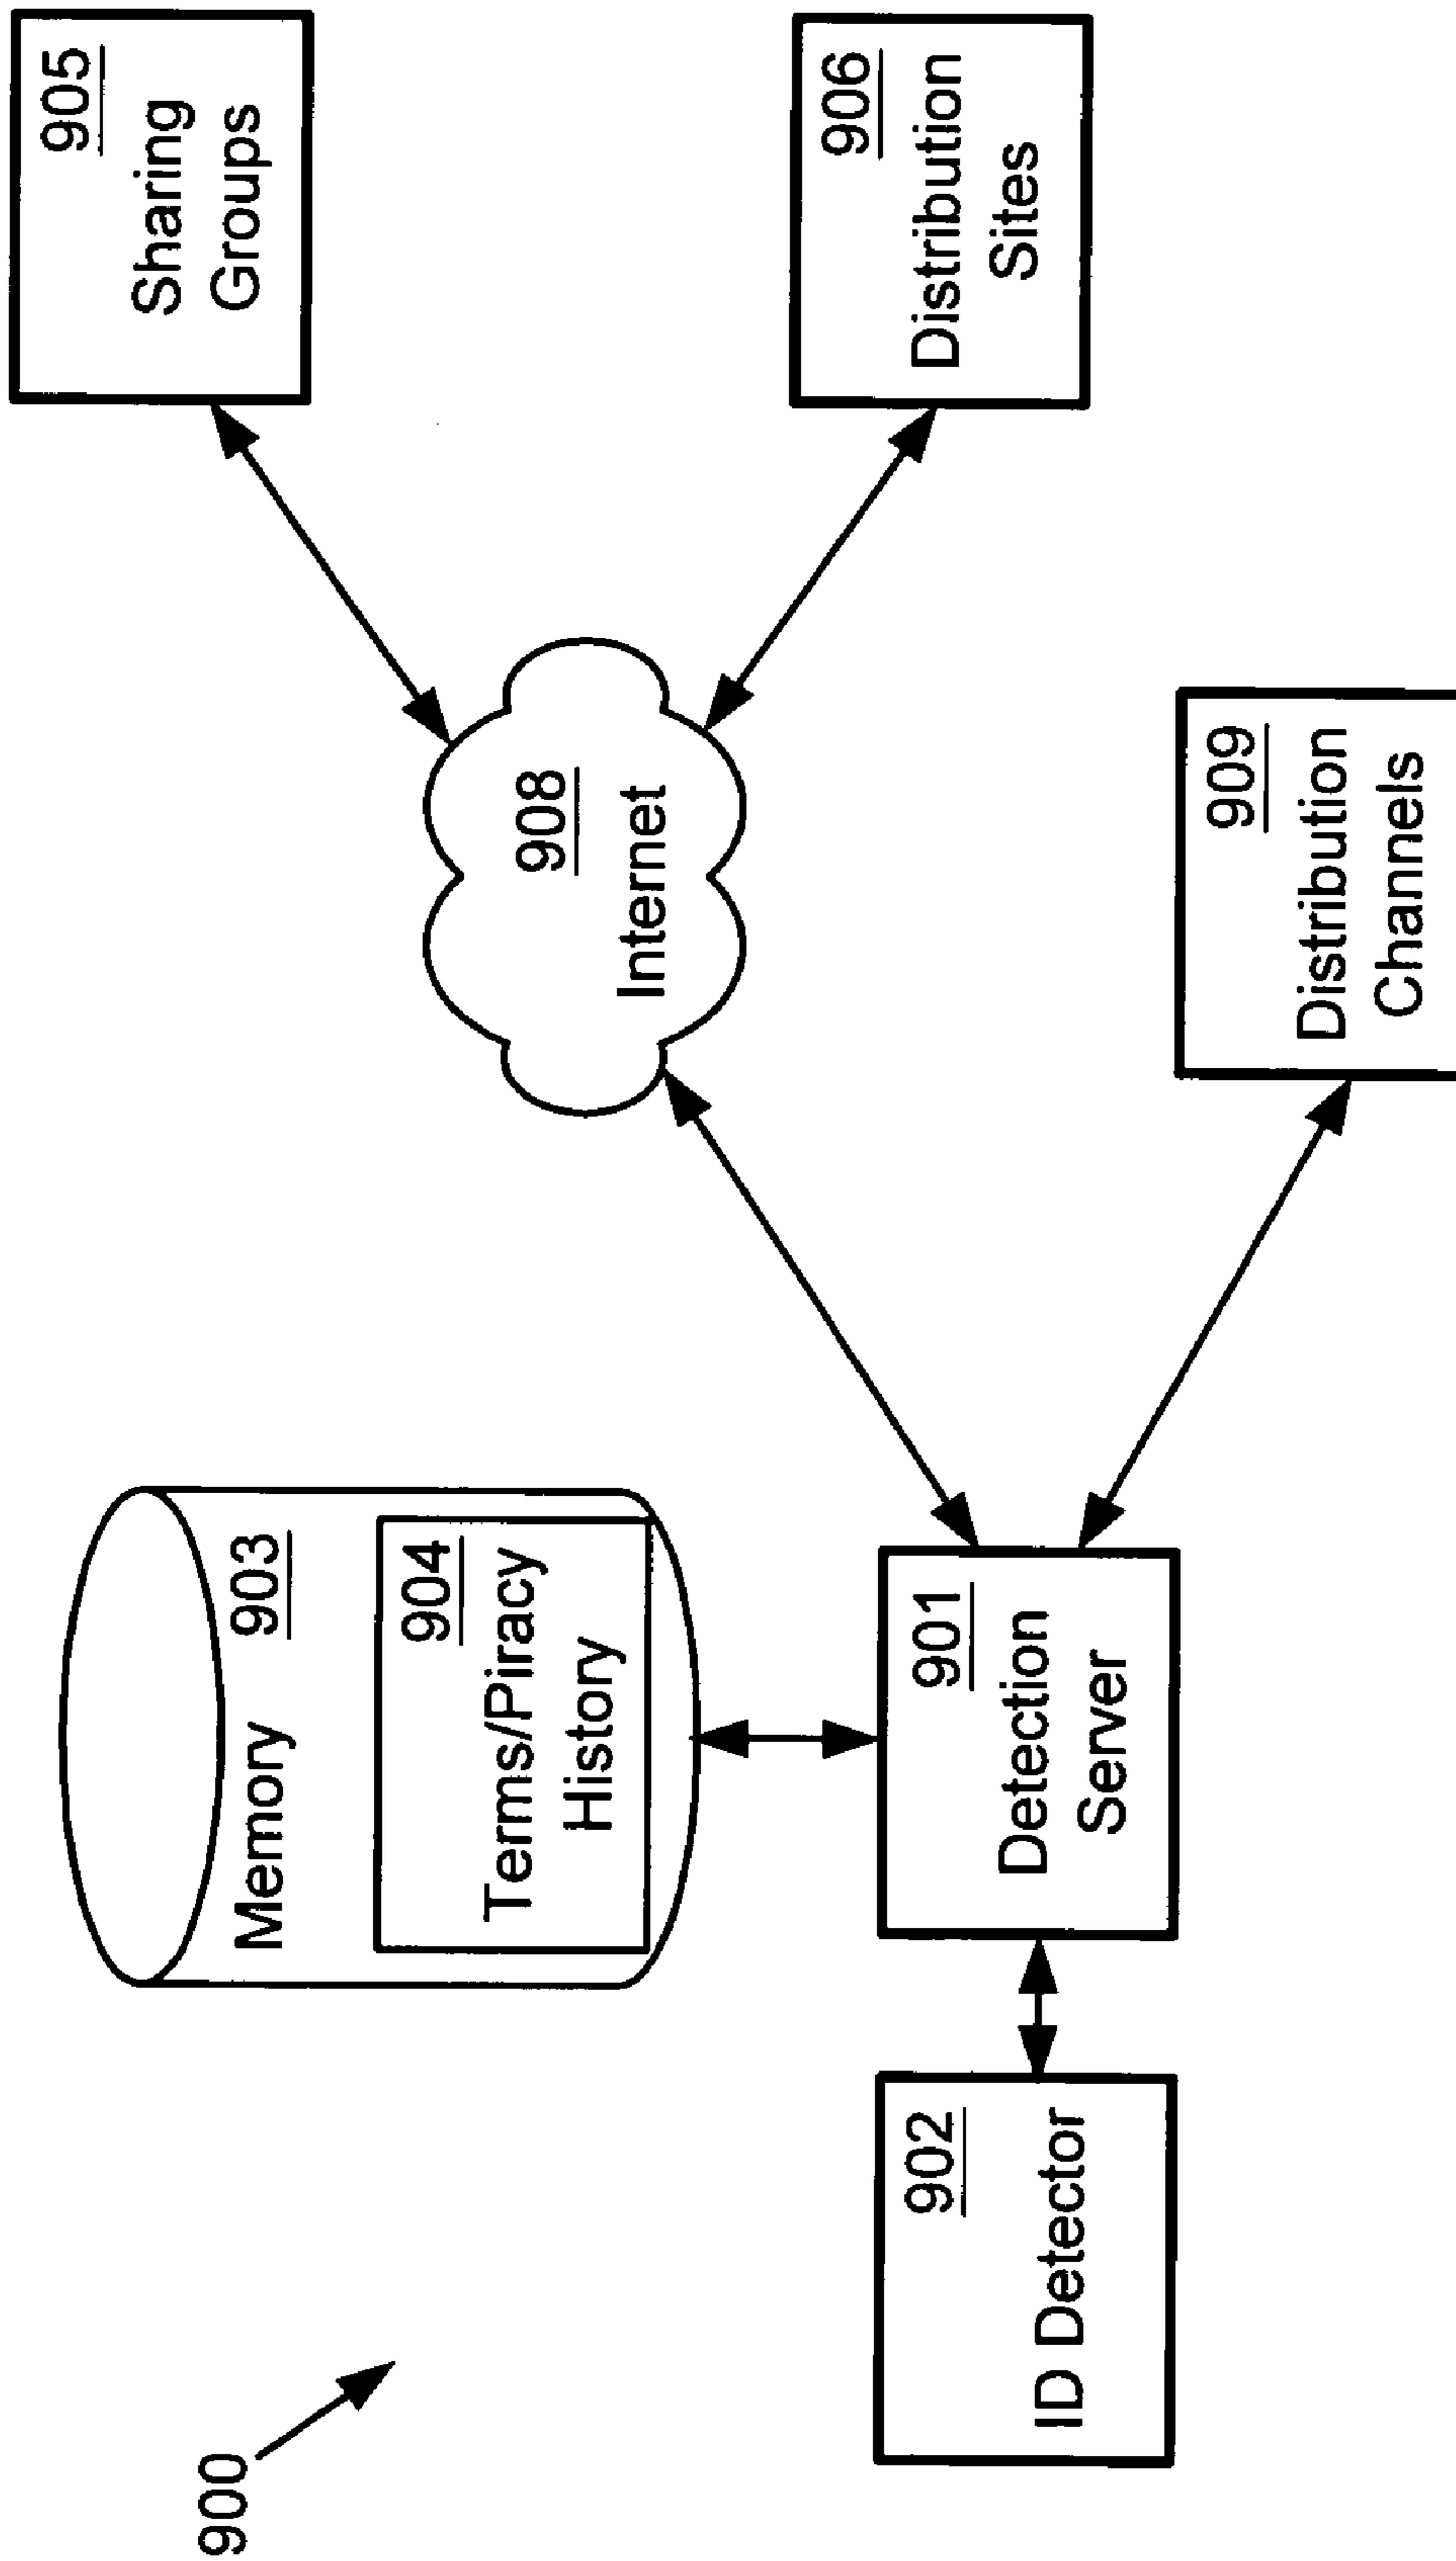 900
Memory 903
904
Terms/Piracy
History
905
Sharing
Groups
908
Internet
906
Distribution
Sites
902
ID Detector
901
Detection
Server
909
Distribution
Channels